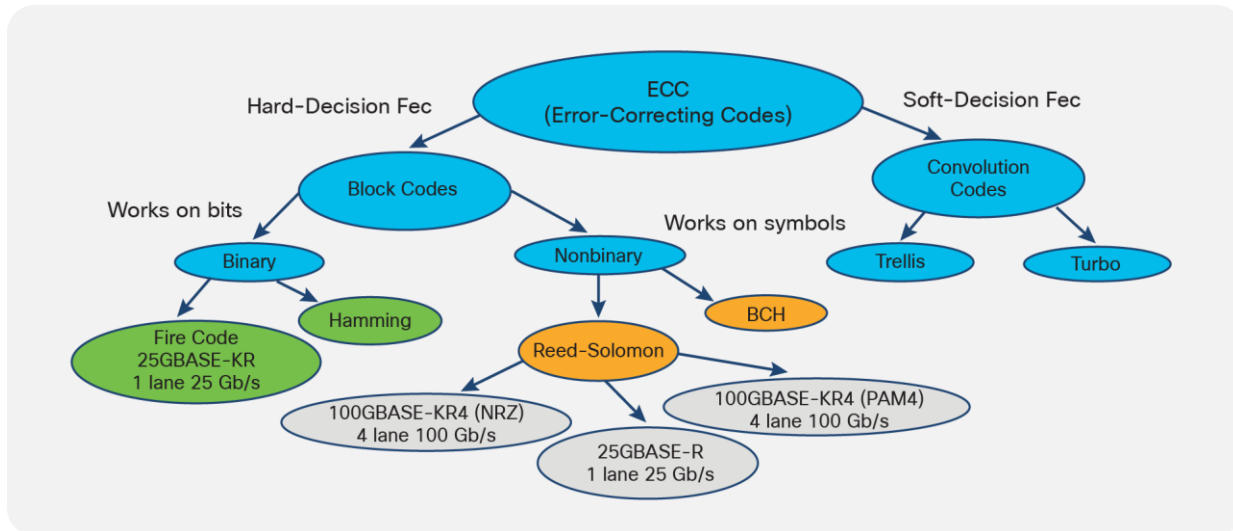 ECC
(Error-Correcting Codes)
Hard-Decision Fec
Soft-Decision Fec
Block Codes
Convolution
Codes
Works on bits
Works on symbols
Binary
Nonbinary
Trellis
Turbo
Hamming
BCH
Fire Code
25GBASE-KR
1 lane 25 Gb/s
Reed-Solomon
100GBASE-KR4 (NRZ)
4 lane 100 Gb/s
25GBASE-R
1 lane 25 Gb/s
100GBASE-KR4 (PAM4)
4 lane 100 Gb/s